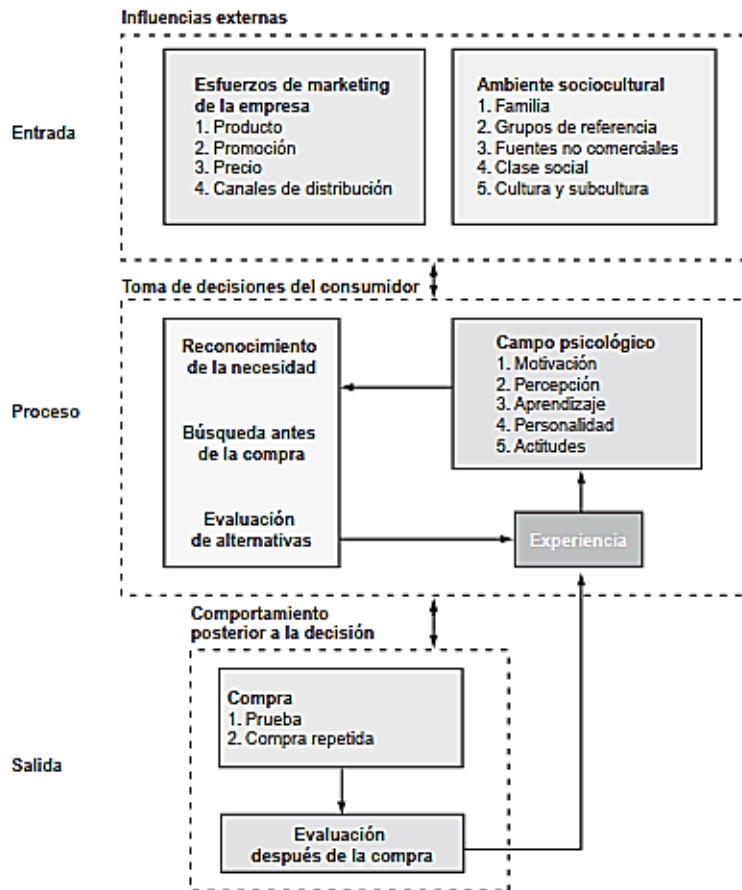 Influencias externas
Entrada
Esfuerzos de marketing
de la empresa
1. Producto
2. Promoción
3. Precio
4. Canales de distribución
Ambiente sociocultural
1. Familia
2. Grupos de referencia
3. Fuentes no comerciales
4. Clase social
5. Cultura y subcultura
Toma de decisiones del consumidor
Proceso
Reconocimiento
de la necesidad
Búsqueda antes
de la compra
Evaluación
de alternativas
Campo psicológico
1. Motivación
2. Percepción
3. Aprendizaje
4. Personalidad
5. Actitudes
Experiencia
Comportamiento
posterior a la decisión
Salida
Compra
1. Prueba
2. Compra repetida
Evaluación
después de la compra